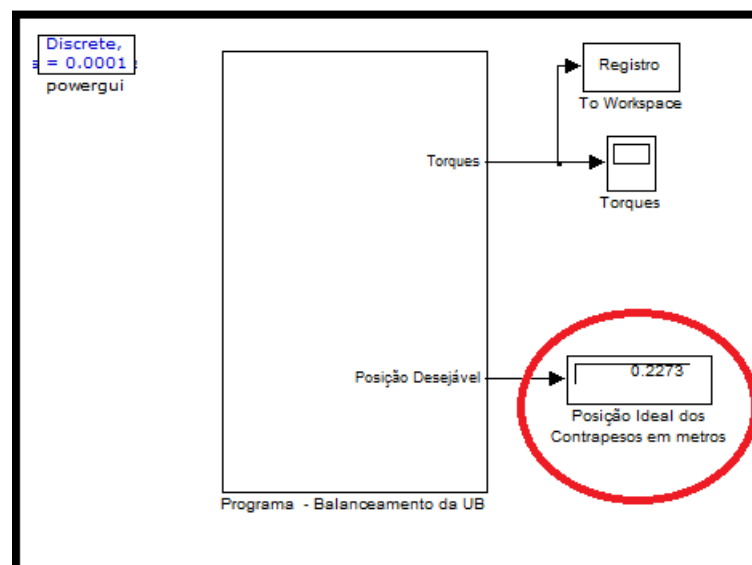 Discrete,
s = 0.0001
powergui
Registro
To Workspace
Torques
Torques
Posição Desejável
0.2273
Posição Ideal dos
Contrapesos em metros
Programa - Balanceamento da UB